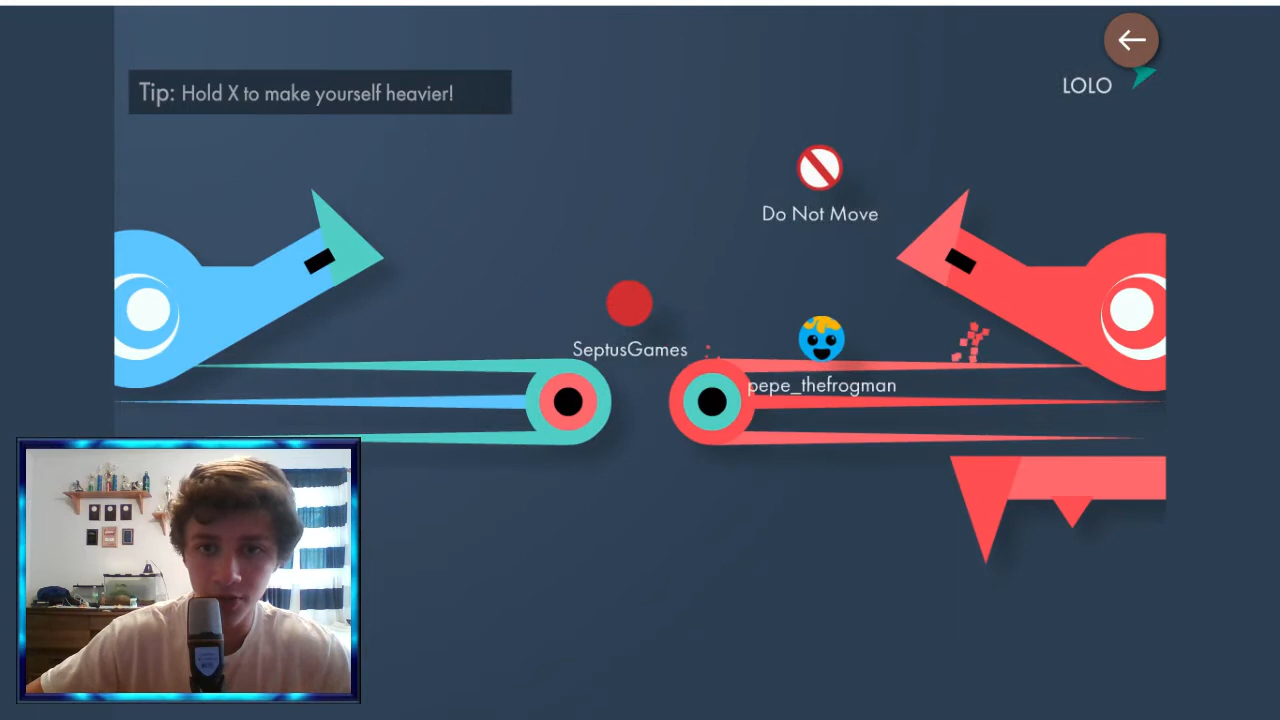 Tip: Hold X to make yourself heavier!
LOLO
Do Not Move
SeptusGames
pepe_thefrogman